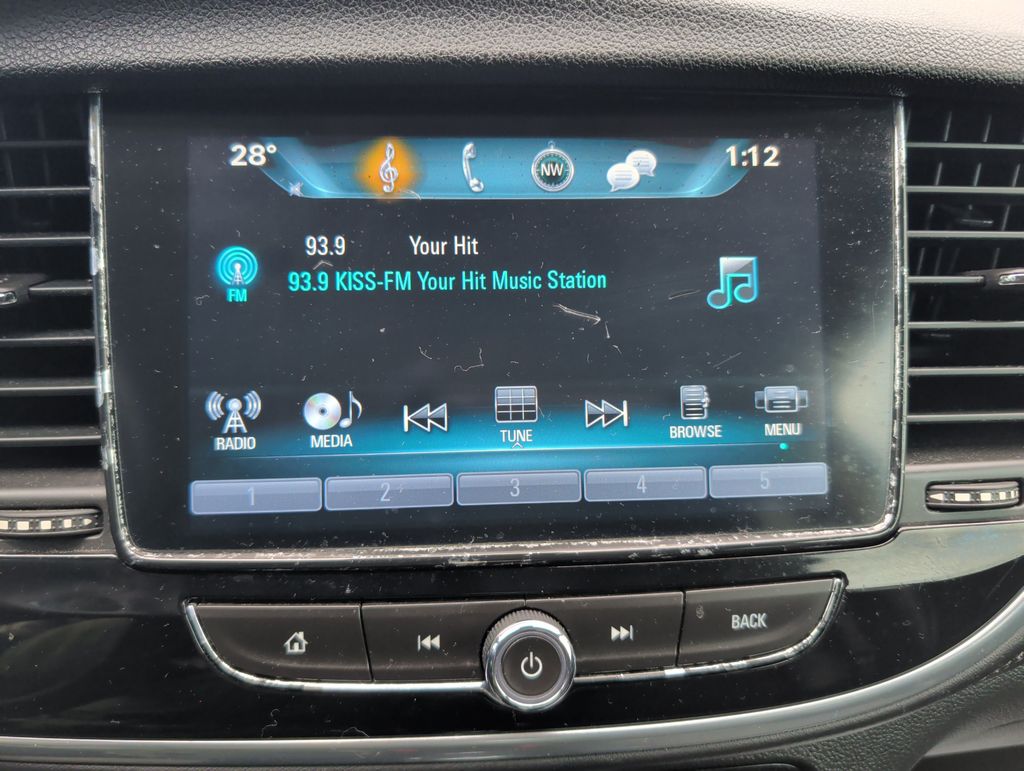 28° NW 1:12
93.9 Your Hit
93.9 KISS-FM Your Hit Music Station
FM
RADIO MEDIA TUNE BROWSE MENU
1 2 3 4 5
BACK